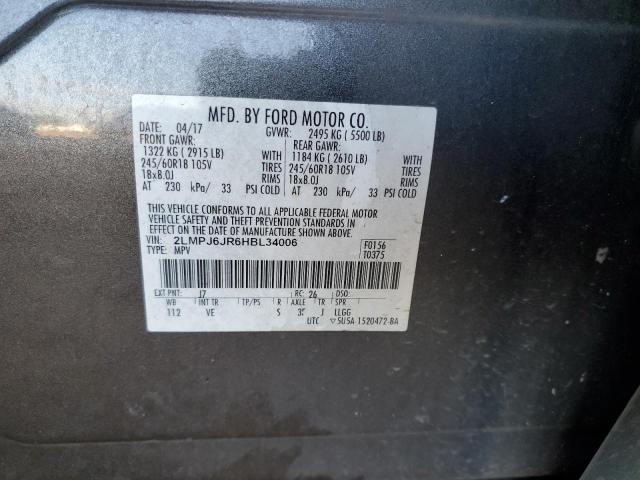 MFD. BY FORD MOTOR CO.
DATE: 04/17 GVWR: 2495 KG ( 5500 LB)
FRONT GAWR: REAR GAWR:
1322 KG ( 2915 LB) WITH 1184 KG ( 2610 LB) WITH
245/60R18 105V TIRES 245/60R18 105V TIRES
18x8.0J RIMS 18x8.0J RIMS
AT 230 kPa/ 33 PSI COLD AT 230 kPa/ 33 PSI COLD
THIS VEHICLE CONFORMS TO ALL APPLICABLE FEDERAL MOTOR
VEHICLE SAFETY AND THEFT PREVENTION STANDARDS IN
EFFECT ON THE DATE OF MANUFACTURE SHOWN ABOVE.
VIN: 2LMPJ6JR6HBL34006 F0156
TYPE: MPV T0375
EXT PNT: J7 RC: 26 DSO:
WB INT TR TP/PS R AXLE TR SPR
112 VE S J LLGG
UTC ▽5U5A-1520472-BA